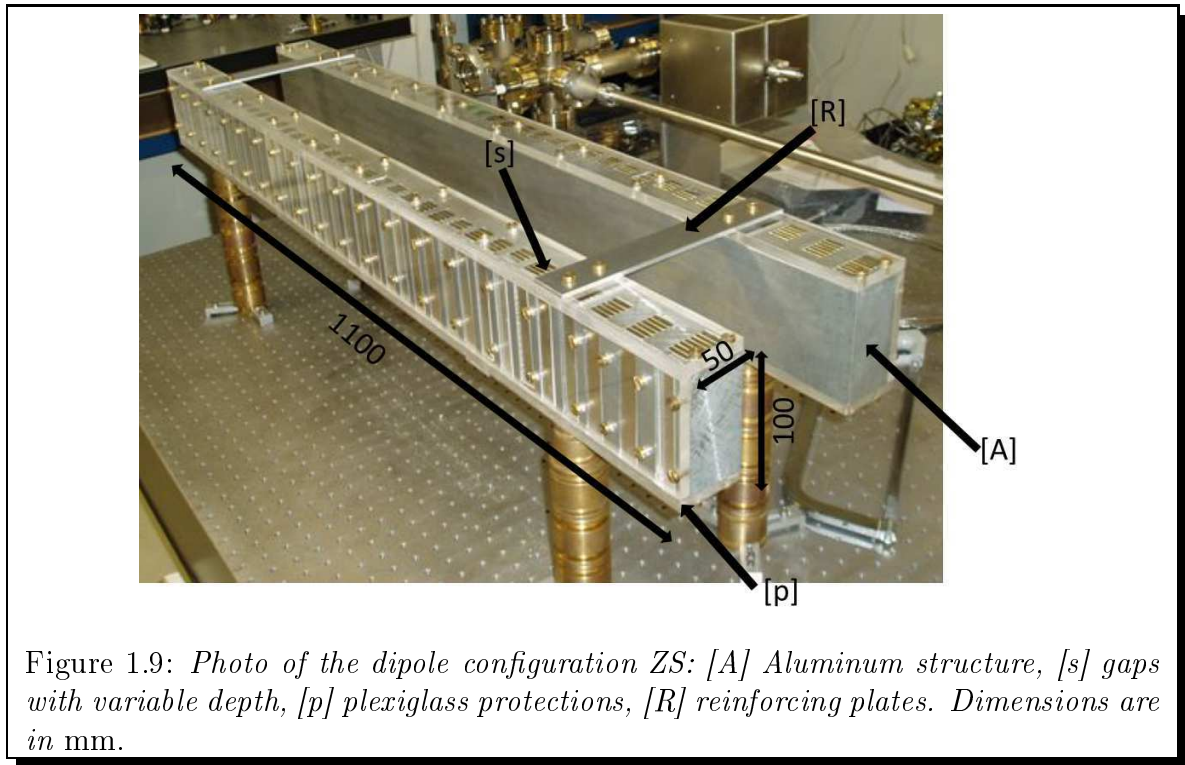 [R]
[s]
1100
50
100
[A]
[p]
Figure 1.9: Photo of the dipole configuration ZS: [A] Aluminum structure, [s] gaps
with variable depth, [p] plexiglass protections, [R] reinforcing plates. Dimensions are
in mm.